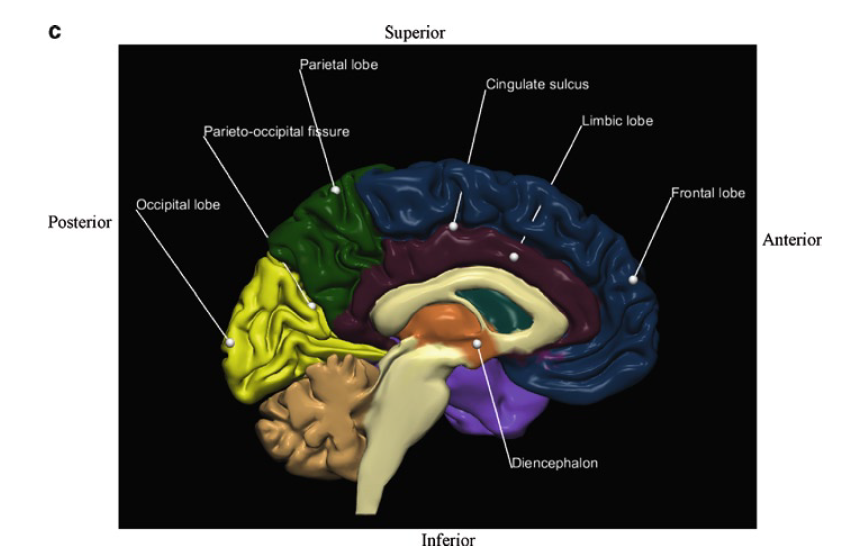 c
Superior
Parietal lobe
Cingulate sulcus
Limbic lobe
Parieto-occipital fissure
Frontal lobe
Occipital lobe
Posterior
Anterior
Diencephalon
Inferior